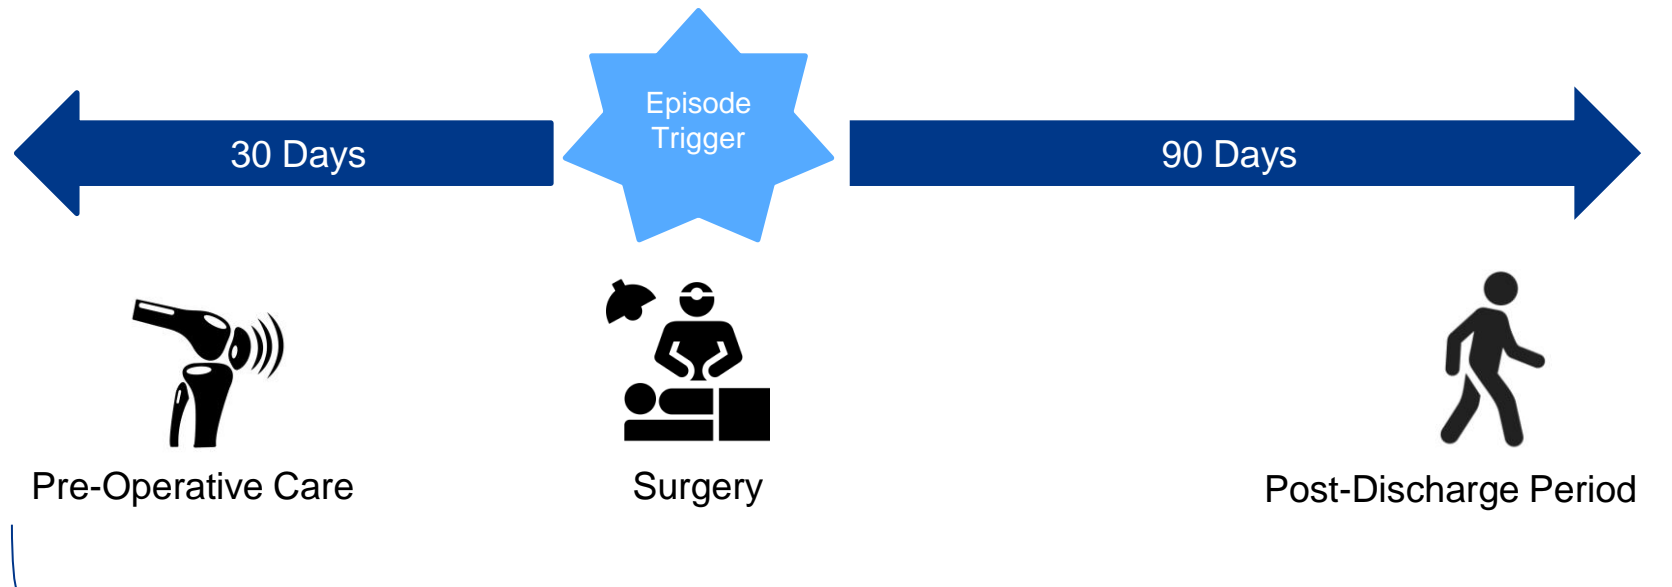 Episode
Trigger
30 Days
90 Days
Pre-Operative Care
Surgery
Post-Discharge Period